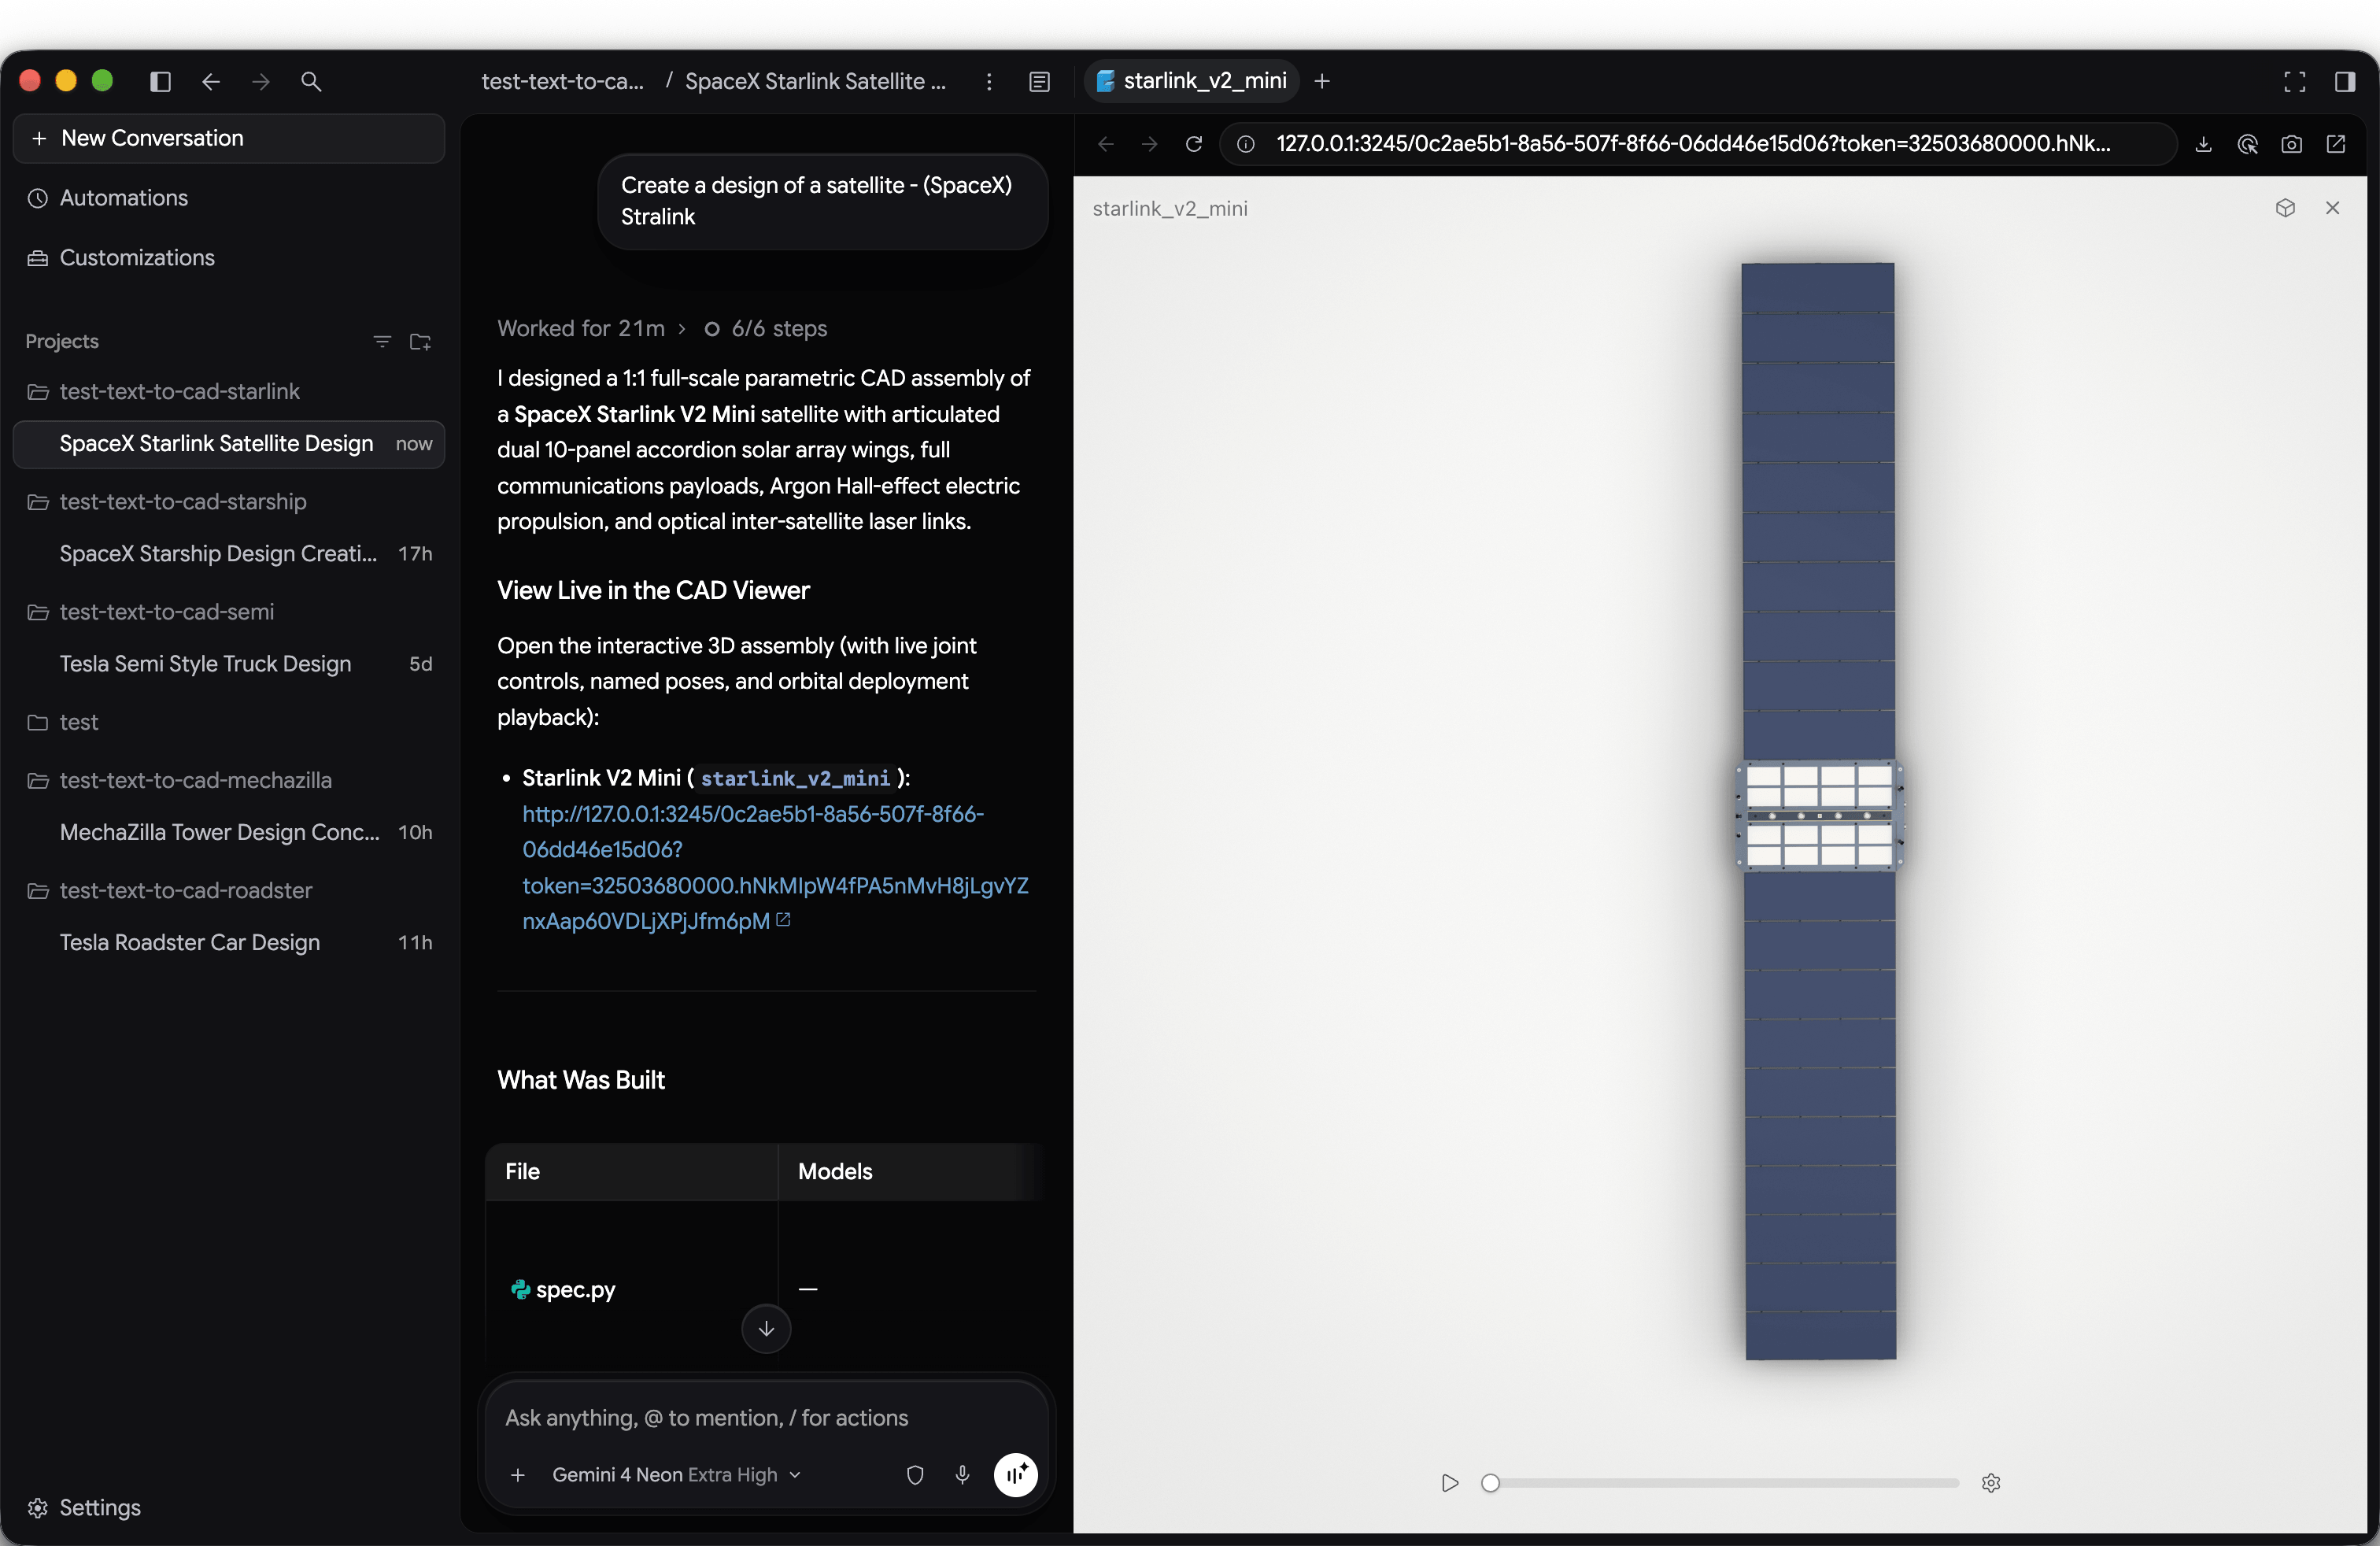 test-text-to-ca... / SpaceX Starlink Satellite ...
starlink_v2_mini
New Conversation
Automations
Customizations
Projects
test-text-to-cad-starlink
SpaceX Starlink Satellite Design now
test-text-to-cad-starship
SpaceX Starship Design Creati... 17h
test-text-to-cad-semi
Tesla Semi Style Truck Design 5d
test
test-text-to-cad-mechazilla
MechaZilla Tower Design Conc... 10h
test-text-to-cad-roadster
Tesla Roadster Car Design 11h
Settings
Create a design of a satellite - (SpaceX)
Stralink
Worked for 21m > 6/6 steps
I designed a 1:1 full-scale parametric CAD assembly of
a SpaceX Starlink V2 Mini satellite with articulated
dual 10-panel accordion solar array wings, full
communications payloads, Argon Hall-effect electric
propulsion, and optical inter-satellite laser links.
View Live in the CAD Viewer
Open the interactive 3D assembly (with live joint
controls, named poses, and orbital deployment
playback):
• Starlink V2 Mini ( starlink_v2_mini ):
http://127.0.0.1:3245/0c2ae5b1-8a56-507f-8f66-
06dd46e15d06?
token=32503680000.hNkMIpW4fPA5nMvH8jLgvYZ
nxAap60VDLjXPjJfm6pM
What Was Built
File Models
spec.py —
Ask anything, @ to mention, / for actions
Gemini 4 Neon Extra High
127.0.0.1:3245/0c2ae5b1-8a56-507f-8f66-06dd46e15d06?token=32503680000.hNk...
starlink_v2_mini